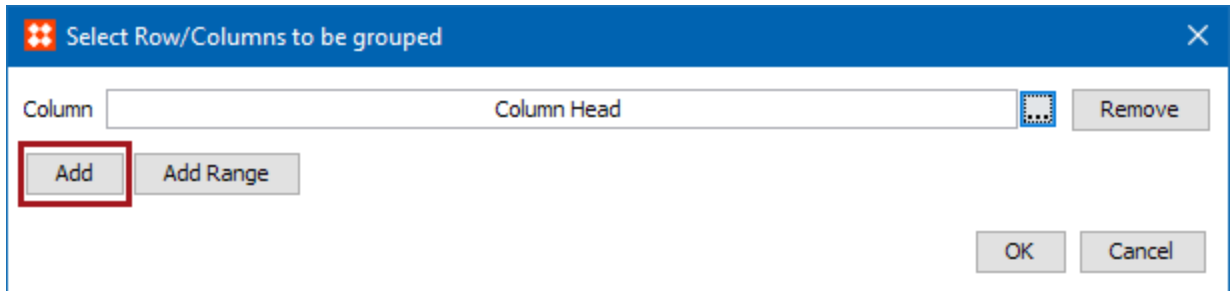 Select Row/Columns to be grouped
Column Column Head ... Remove
Add Add Range
OK Cancel